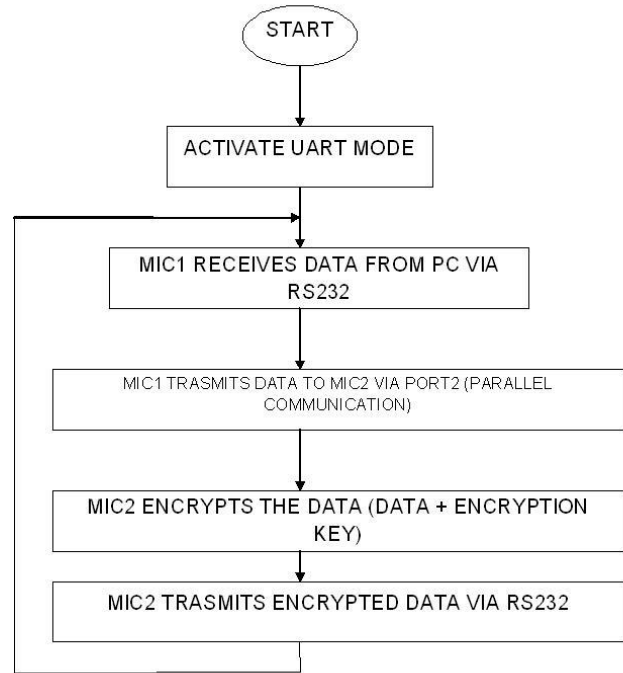 START
ACTIVATE UART MODE
MIC1 RECEIVES DATA FROM PC VIA
RS232
MIC1 TRASMITS DATA TO MIC2 VIA PORT2 (PARALLEL
COMMUNICATION)
MIC2 ENCRYPTS THE DATA (DATA + ENCRYPTION
KEY)
MIC2 TRASMITS ENCRYPTED DATA VIA RS232